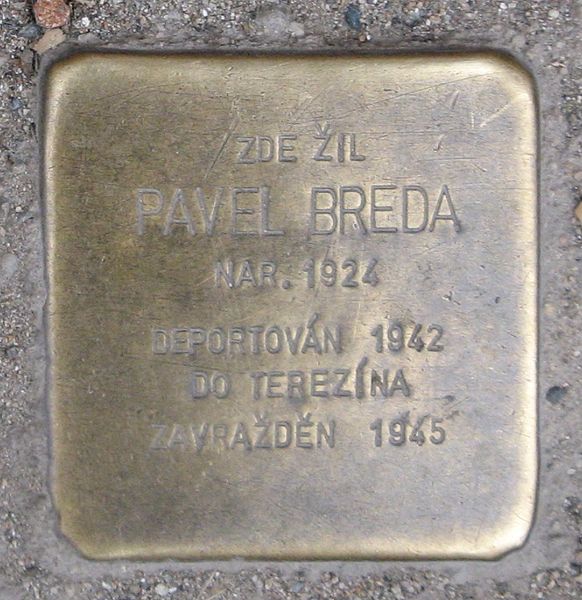 ZDE ŽIL
PAVEL BREDA
NAR. 1924
DEPORTOVÁN 1942
DO TEREZÍNA
ZAVRAŽDĚN 1945